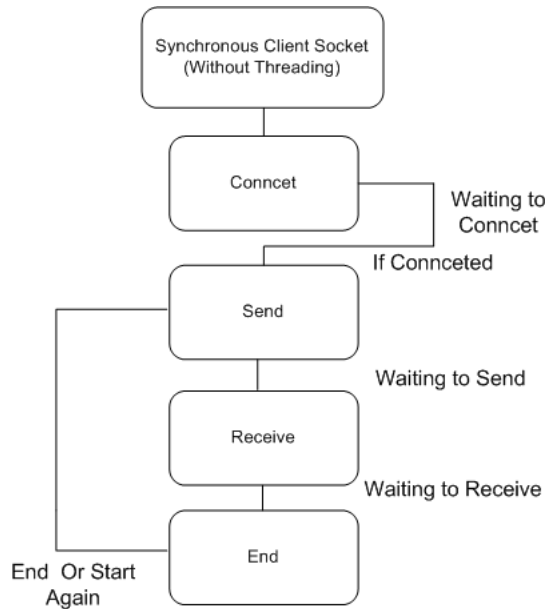 Synchronous Client Socket
(Without Threading)
Conncet
Waiting to
Conncet
If Connceted
Send
Waiting to Send
Receive
Waiting to Receive
End
End Or Start
Again